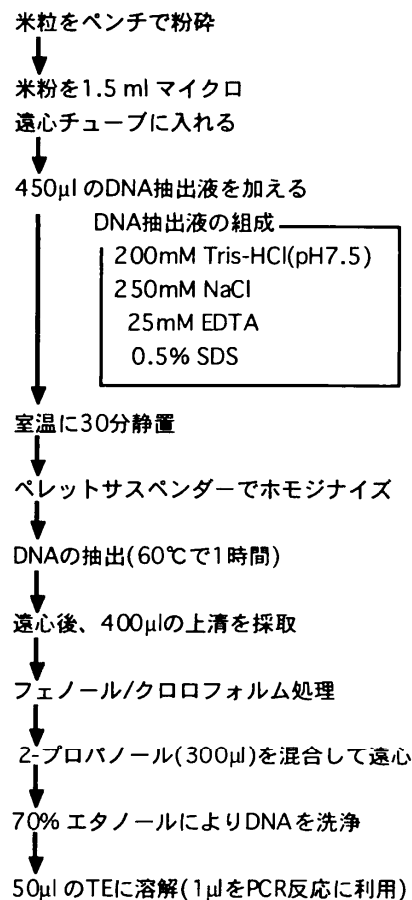 米粒をペンチで粉砕
米粉を1.5 ml マイクロ
遠心チューブに入れる
450µl のDNA抽出液を加える
DNA抽出液の組成
200mM Tris-HCl(pH7.5)
250mM NaCl
25mM EDTA
0.5% SDS
室温に30分静置
ペレットサスペンダーでホモジナイズ
DNAの抽出(60℃で1時間)
遠心後、400µlの上清を採取
フェノール/クロロフォルム処理
2-プロパノール(300µl)を混合して遠心
70% エタノールによりDNAを洗浄
50µl のTEに溶解(1µlをPCR反応に利用)